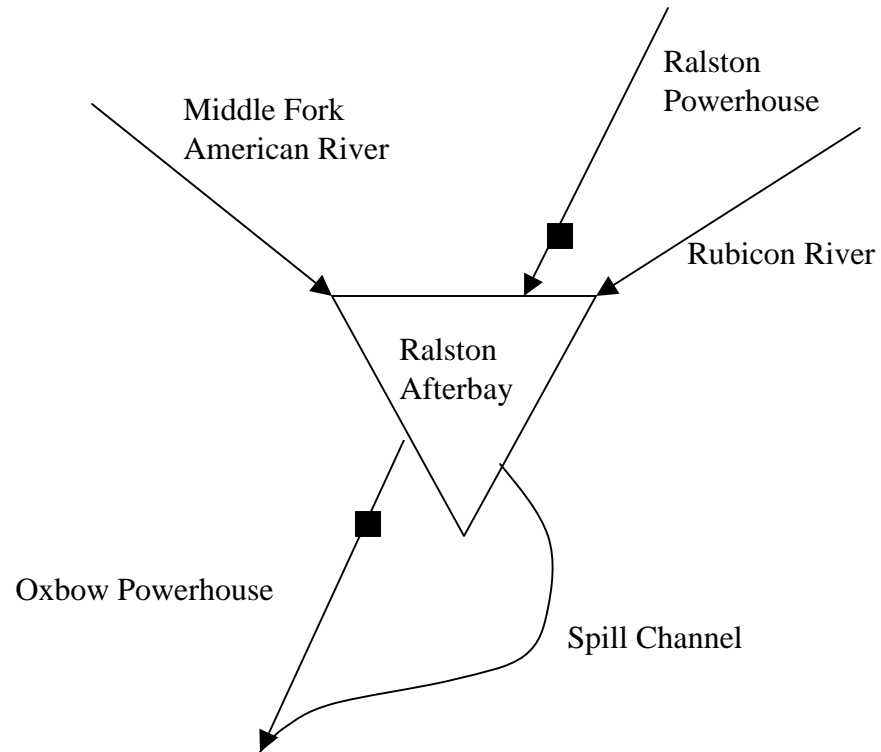 Ralston
Powerhouse
Middle Fork
American River
Rubicon River
Ralston
Afterbay
Oxbow Powerhouse
Spill Channel